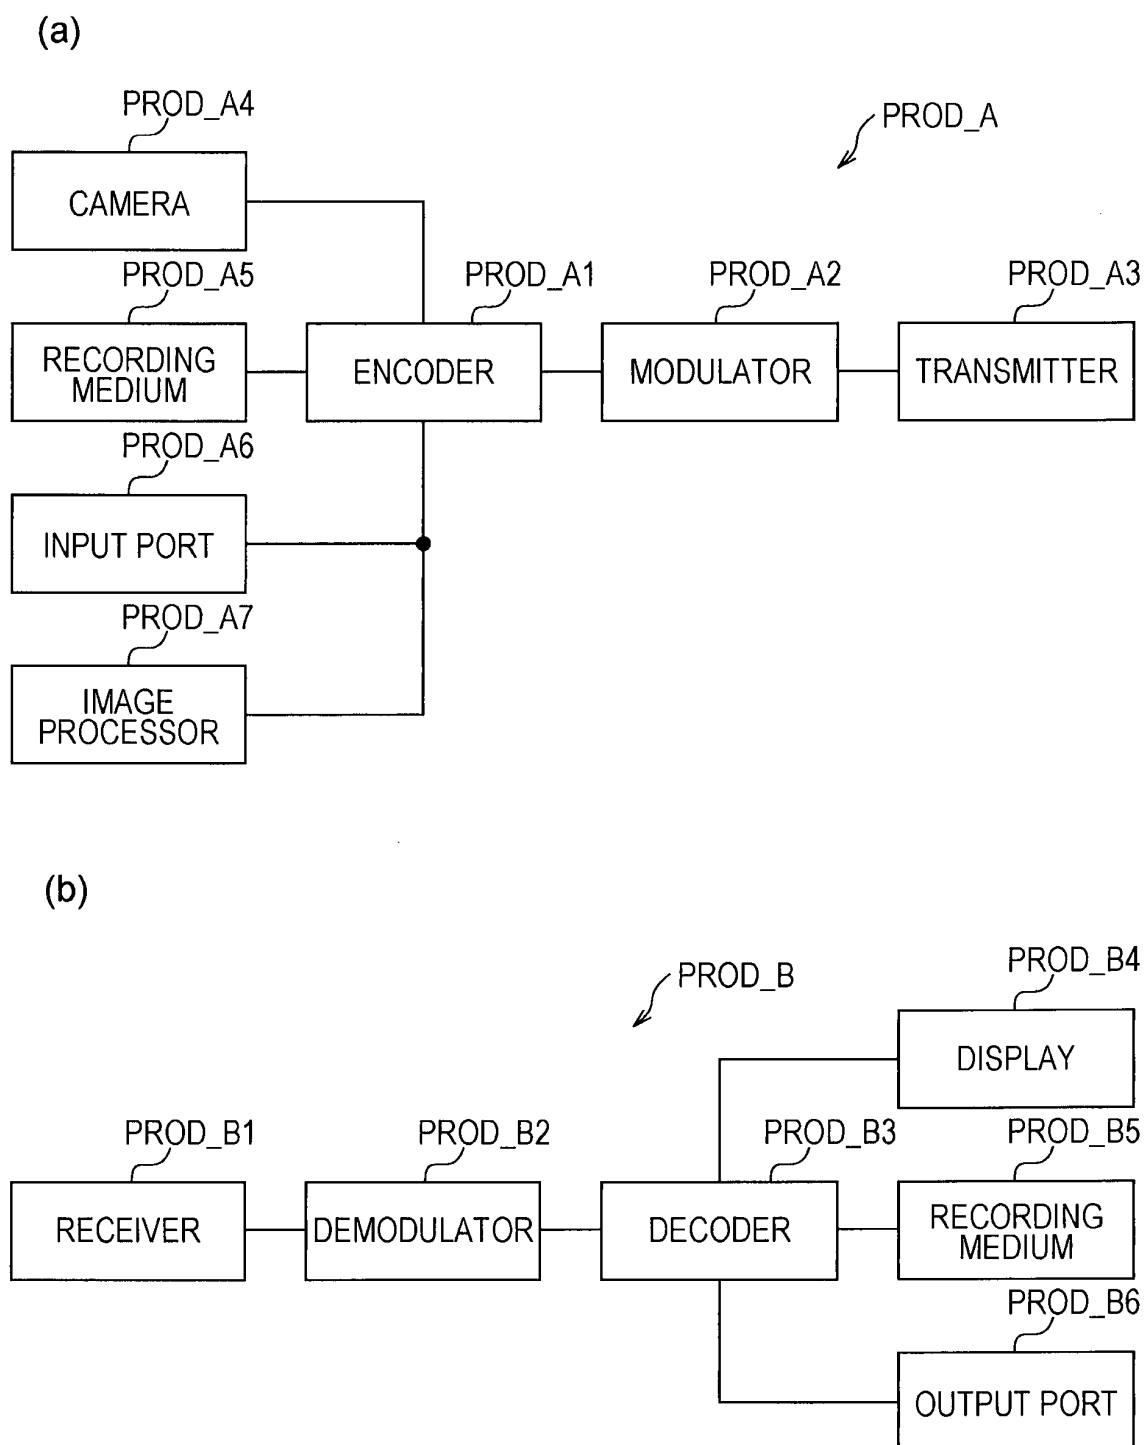 (a)
PROD_A4
PROD_A
CAMERA
PROD_A5
PROD_A1
PROD_A2
PROD_A3
RECORDING
MEDIUM
ENCODER
MODULATOR
TRANSMITTER
PROD_A6
INPUT PORT
PROD_A7
IMAGE
PROCESSOR
(b)
PROD_B
PROD_B4
DISPLAY
PROD_B1
PROD_B2
PROD_B3
PROD_B5
RECEIVER
DEMODULATOR
DECODER
RECORDING
MEDIUM
PROD_B6
OUTPUT PORT